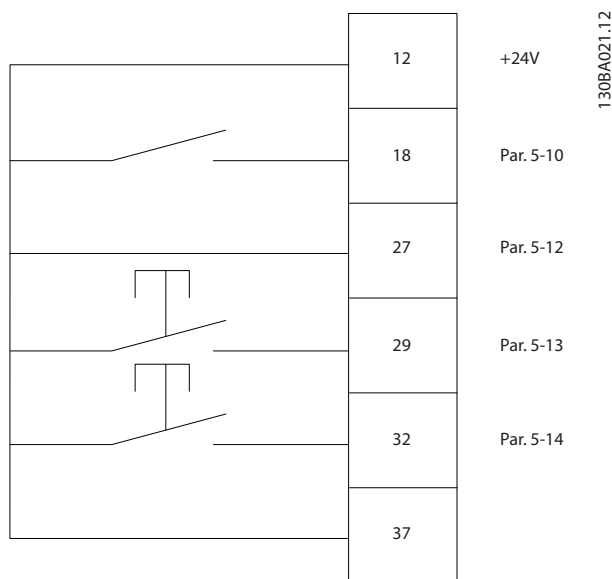 12 +24V
18 Par. 5-10
27 Par. 5-12
29 Par. 5-13
32 Par. 5-14
37
130BA021.12